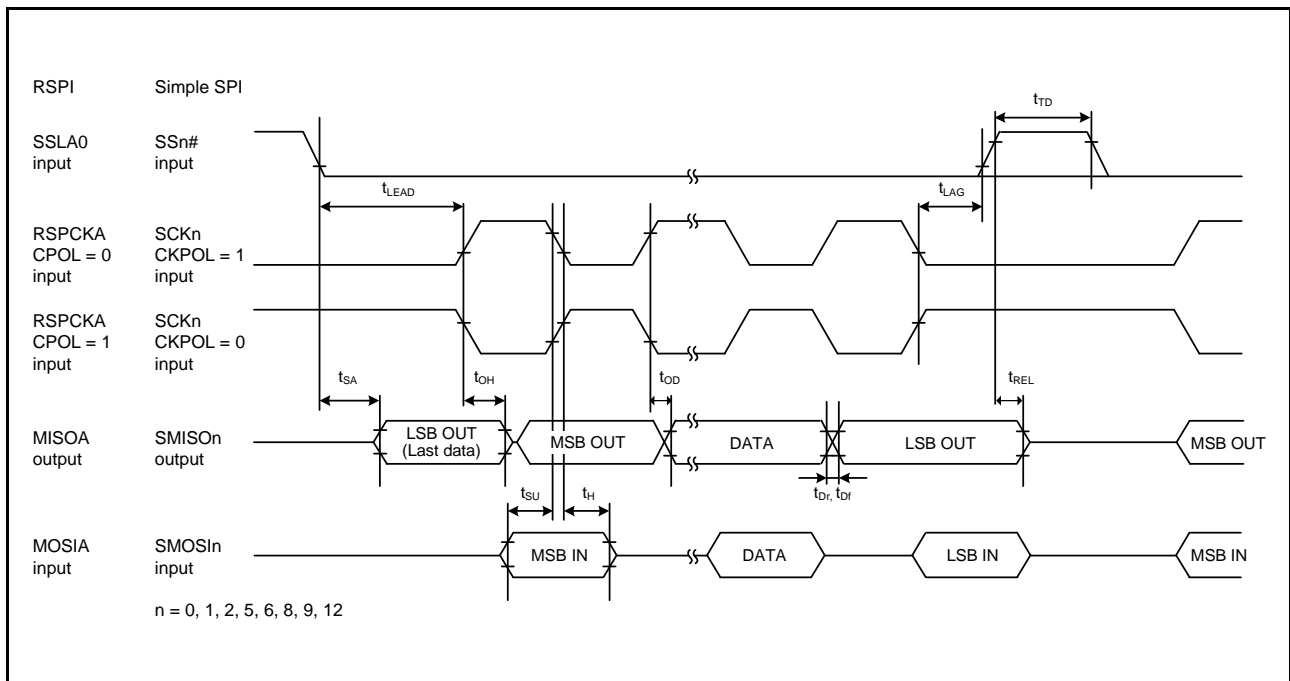 RSPI Simple SPI
tTD
SSLA0 SSn#
input input
tLEAD
tLAG
RSPCKA SCKn
CPOL = 0 CKPOL = 1
input input
RSPCKA SCKn
CPOL = 1 CKPOL = 0
input input
tSA tOH tOD tREL
MISOA SMISOn
output output
LSB OUT
(Last data)
MSB OUT DATA LSB OUT MSB OUT
tSU tH tDr, tDf
MOSIA SMOSIn
input input
MSB IN DATA LSB IN MSB IN
n = 0, 1, 2, 5, 6, 8, 9, 12